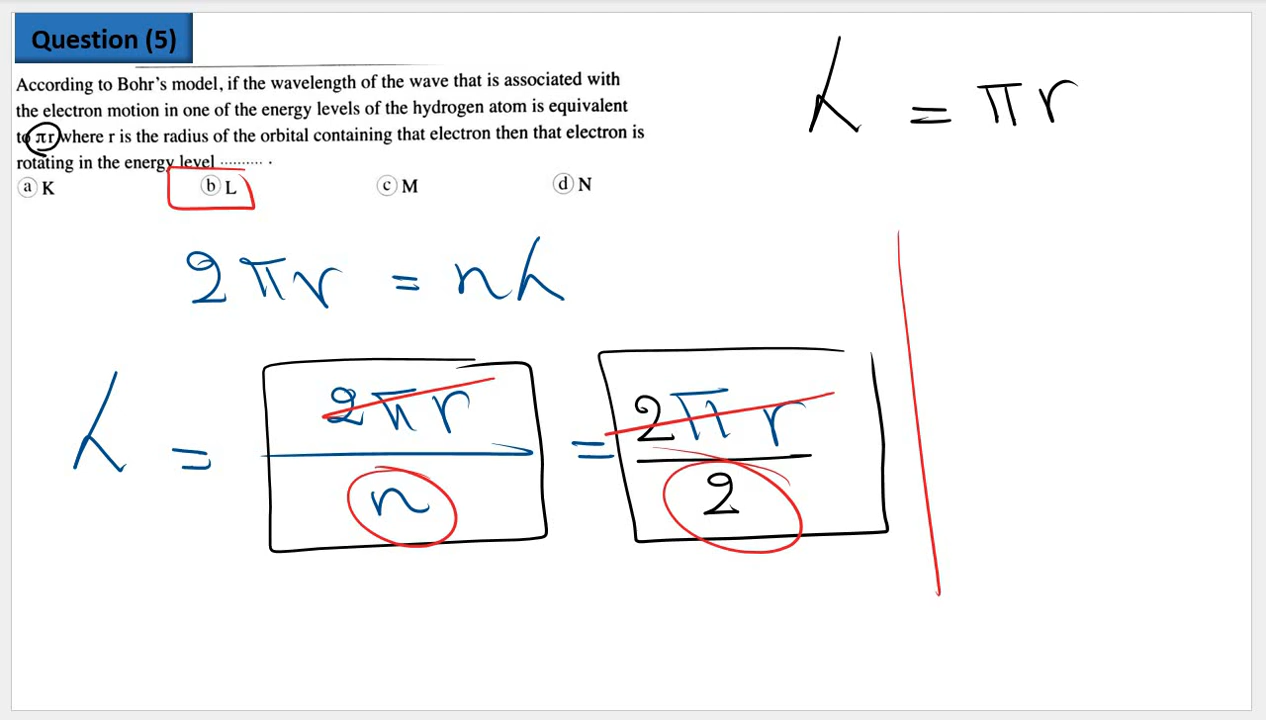 Question (5)
According to Bohr's model, if the wavelength of the wave that is associated with
the electron motion in one of the energy levels of the hydrogen atom is equivalent
to πr where r is the radius of the orbital containing that electron then that electron is
rotating in the energy level .......... .
ⓐ K ⓑ L ⓒ M ⓓ N
λ = πr
2πr = nλ
λ = 2πr / n = 2πr / 2